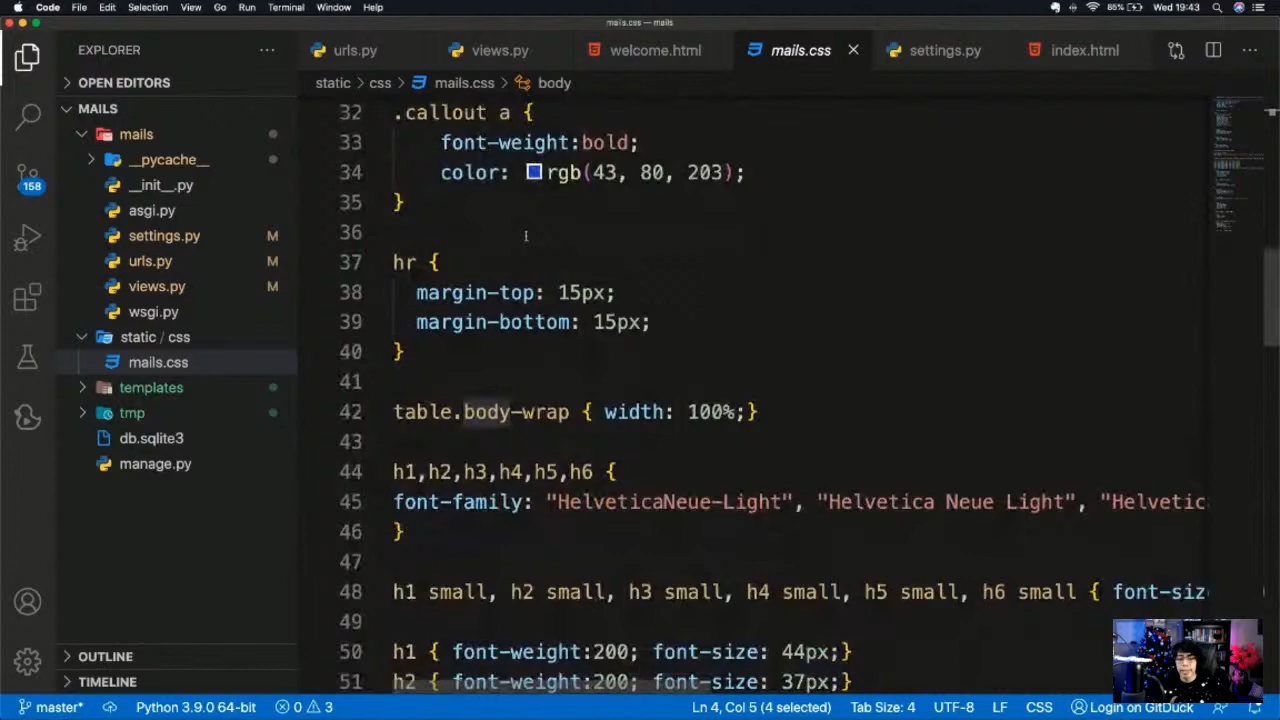 Code File Edit Selection View Go Run Terminal Window Help 85% Wed 19:43
mails.css — mails
EXPLORER
urls.py views.py welcome.html mails.css settings.py index.html
OPEN EDITORS
static > css > mails.css > body
MAILS
mails
__pycache__
__init__.py
asgi.py
settings.py M
urls.py M
views.py M
wsgi.py
static / css
mails.css
templates
tmp
db.sqlite3
manage.py
OUTLINE
TIMELINE
158
32 .callout a {
33 font-weight:bold;
34 color: rgb(43, 80, 203);
35 }
36
37 hr {
38 margin-top: 15px;
39 margin-bottom: 15px;
40 }
41
42 table.body-wrap { width: 100%;}
43
44 h1,h2,h3,h4,h5,h6 {
45 font-family: "HelveticaNeue-Light", "Helvetica Neue Light", "Helvetic
46 }
47
48 h1 small, h2 small, h3 small, h4 small, h5 small, h6 small { font-siz
49
50 h1 { font-weight:200; font-size: 44px;}
51 h2 { font-weight:200; font-size: 37px;}
master* Python 3.9.0 64-bit 0 3 Ln 4, Col 5 (4 selected) Tab Size: 4 UTF-8 LF CSS Login on GitDuck